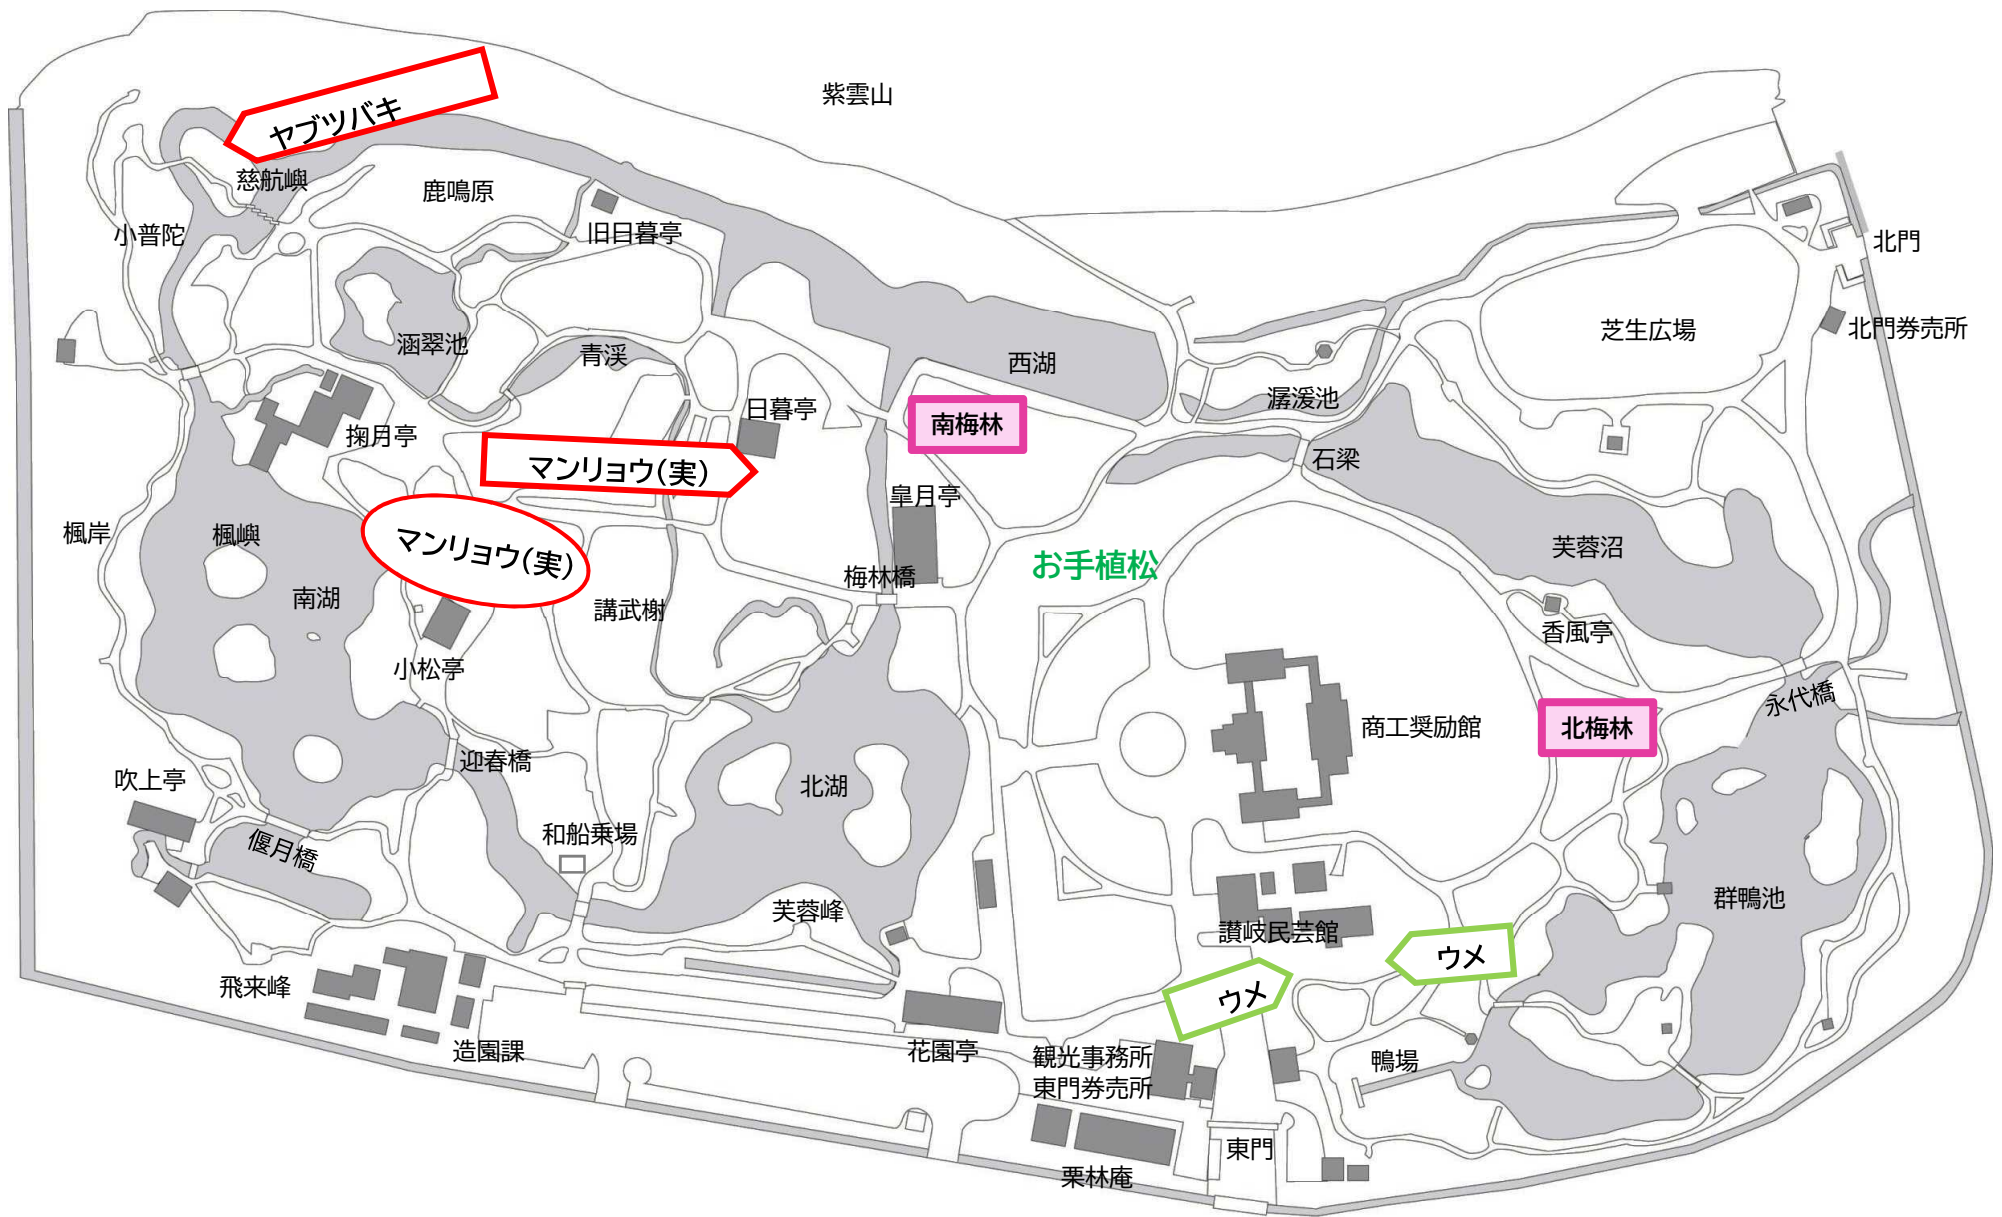 紫雲山
ヤブツバキ
慈航嶼
鹿鳴原
小普陀
旧日暮亭
北門
北門券売所
芝生広場
涵翠池
青渓
西湖
潺湲池
日暮亭
南梅林
掬月亭
マンリョウ(実)
石梁
皐月亭
楓岸
楓嶼
マンリョウ(実)
お手植松
芙蓉沼
梅林橋
南湖
講武榭
香風亭
小松亭
永代橋
商工奨励館
北梅林
迎春橋
吹上亭
北湖
和船乗場
偃月橋
群鴨池
芙蓉峰
讃岐民芸館
ウメ
飛来峰
ウメ
造園課
花園亭
観光事務所
東門券売所
鴨場
東門
栗林庵